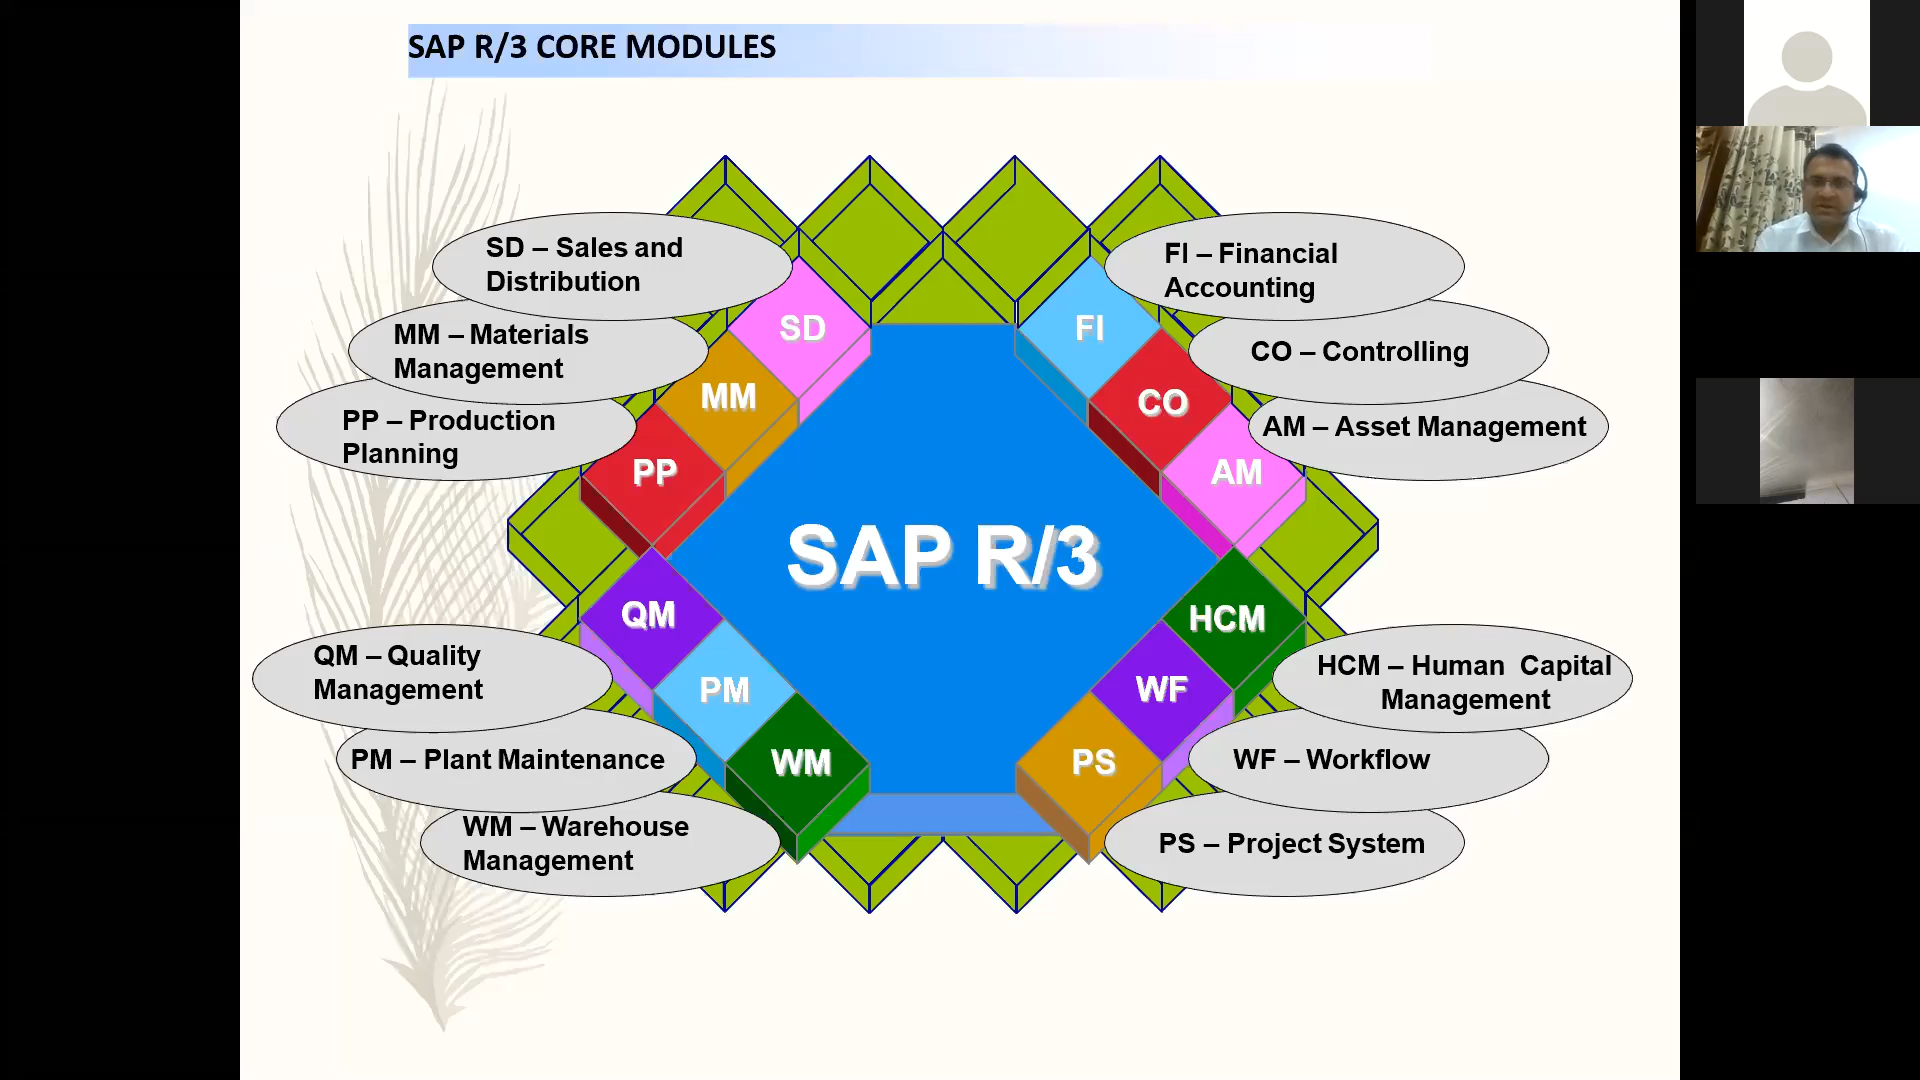 SAP R/3 CORE MODULES
SD – Sales and
Distribution
MM – Materials
Management
PP – Production
Planning
FI – Financial
Accounting
CO – Controlling
AM – Asset Management
SD
MM
PP
FI
CO
AM
SAP R/3
QM
PM
WM
HCM
WF
PS
QM – Quality
Management
PM – Plant Maintenance
WM – Warehouse
Management
HCM – Human Capital
Management
WF – Workflow
PS – Project System